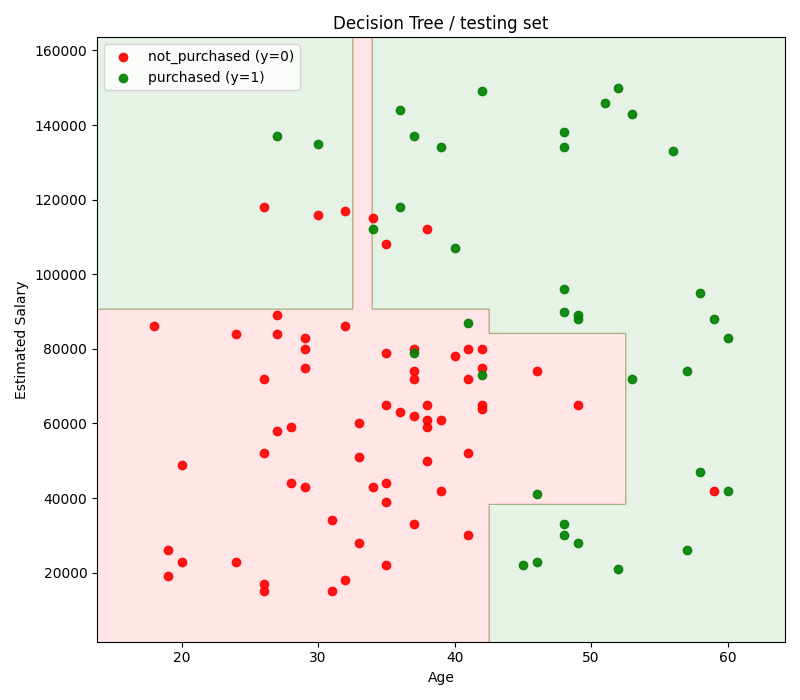 Decision Tree / testing set
not_purchased (y=0)
purchased (y=1)
160000
140000
120000
100000
80000
60000
40000
20000
Estimated Salary
20 30 40 50 60
Age